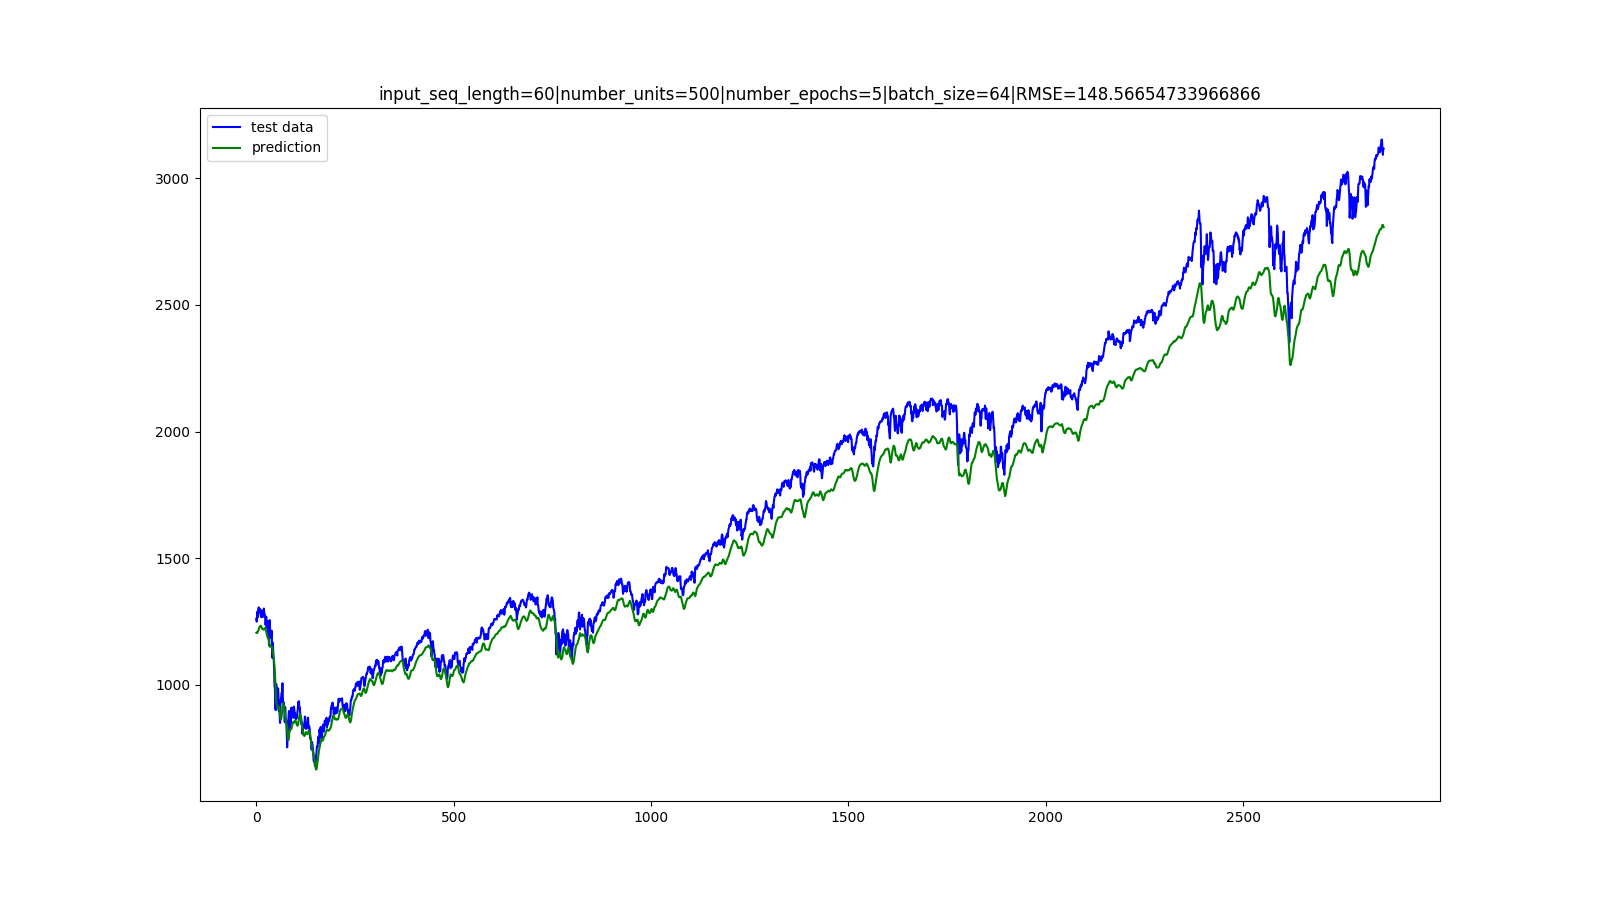 input_seq_length=60|number_units=500|number_epochs=5|batch_size=64|RMSE=148.56654733966866
test data
prediction
3000
2500
2000
1500
1000
0 500 1000 1500 2000 2500